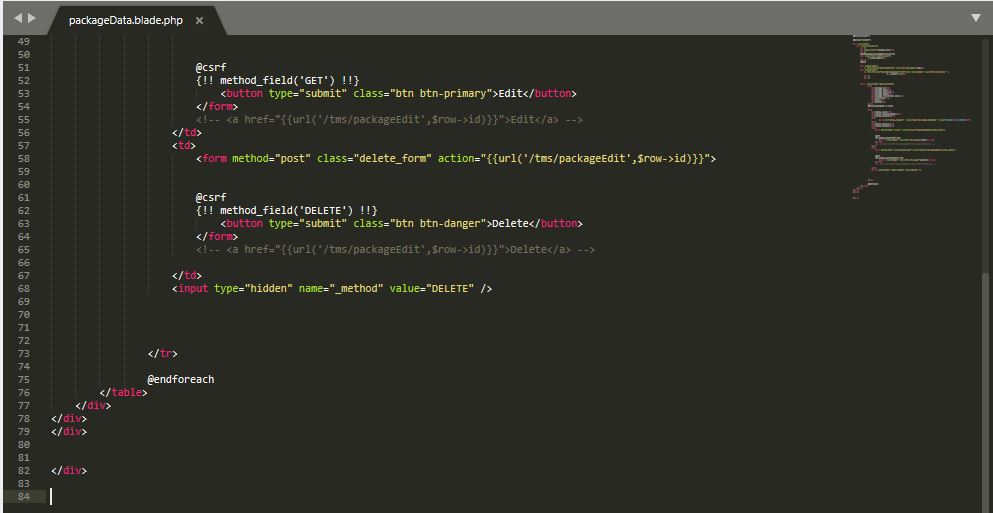 packageData.blade.php ×
49
50
51 @csrf
52 {!! method_field('GET') !!}
53 <button type="submit" class="btn btn-primary">Edit</button>
54 </form>
55 <!-- <a href="{{url('/tms/packageEdit',$row->id)}}">Edit</a> -->
56 </td>
57 <td>
58 <form method="post" class="delete_form" action="{{url('/tms/packageEdit',$row->id)}}">
59
60
61 @csrf
62 {!! method_field('DELETE') !!}
63 <button type="submit" class="btn btn-danger">Delete</button>
64 </form>
65 <!-- <a href="{{url('/tms/packageEdit',$row->id)}}">Delete</a> -->
66
67 </td>
68 <input type="hidden" name="_method" value="DELETE" />
69
70
71
72
73 </tr>
74
75 @endforeach
76 </table>
77 </div>
78 </div>
79 </div>
80
81
82 </div>
83
84